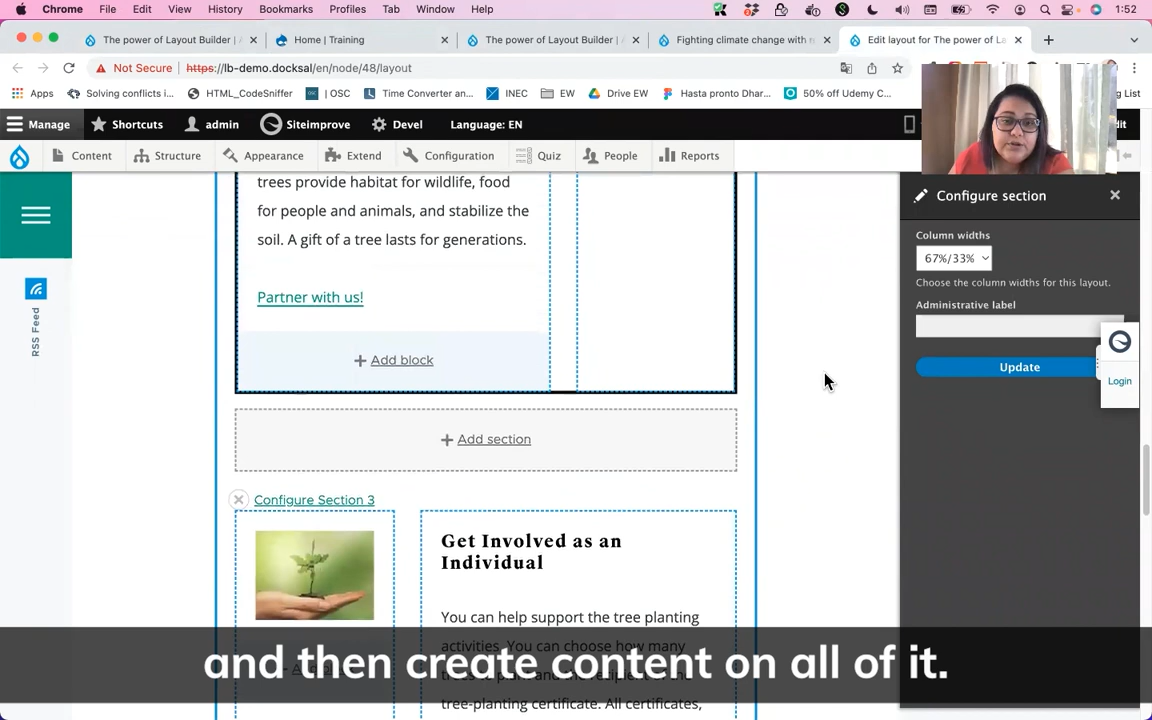 Chrome File Edit View History Bookmarks Profiles Tab Window Help 1:52
The power of Layout Builder |
Home | Training
The power of Layout Builder |
Fighting climate change with
Edit layout for The power of La
Not Secure https://lb-demo.docksal/en/node/48/layout
Apps Solving conflicts i... HTML_CodeSniffer | OSC Time Converter an... INEC EW Drive EW Hasta pronto Dhar... 50% off Udemy C...
g List
Manage Shortcuts admin Siteimprove Devel Language: EN
Content Structure Appearance Extend Configuration Quiz People Reports
RSS Feed
trees provide habitat for wildlife, food
for people and animals, and stabilize the
soil. A gift of a tree lasts for generations.
Partner with us!
+ Add block
+ Add section
Configure Section 3
Get Involved as an
Individual
You can help support the tree planting
activities. You can choose how many
tree-planting certificate. All certificates,
Configure section
Column widths
67%/33%
Choose the column widths for this layout.
Administrative label
Update
Login
and then create content on all of it.